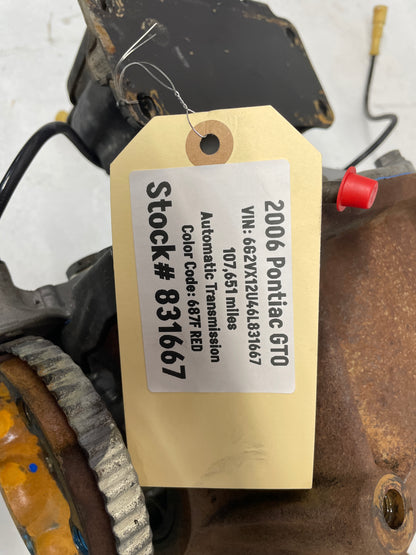 2006 Pontiac GTO
VIN: 6G2VX12U46L831667
107,651 miles
Automatic Transmission
Color Code: 687F RED
Stock# 831667